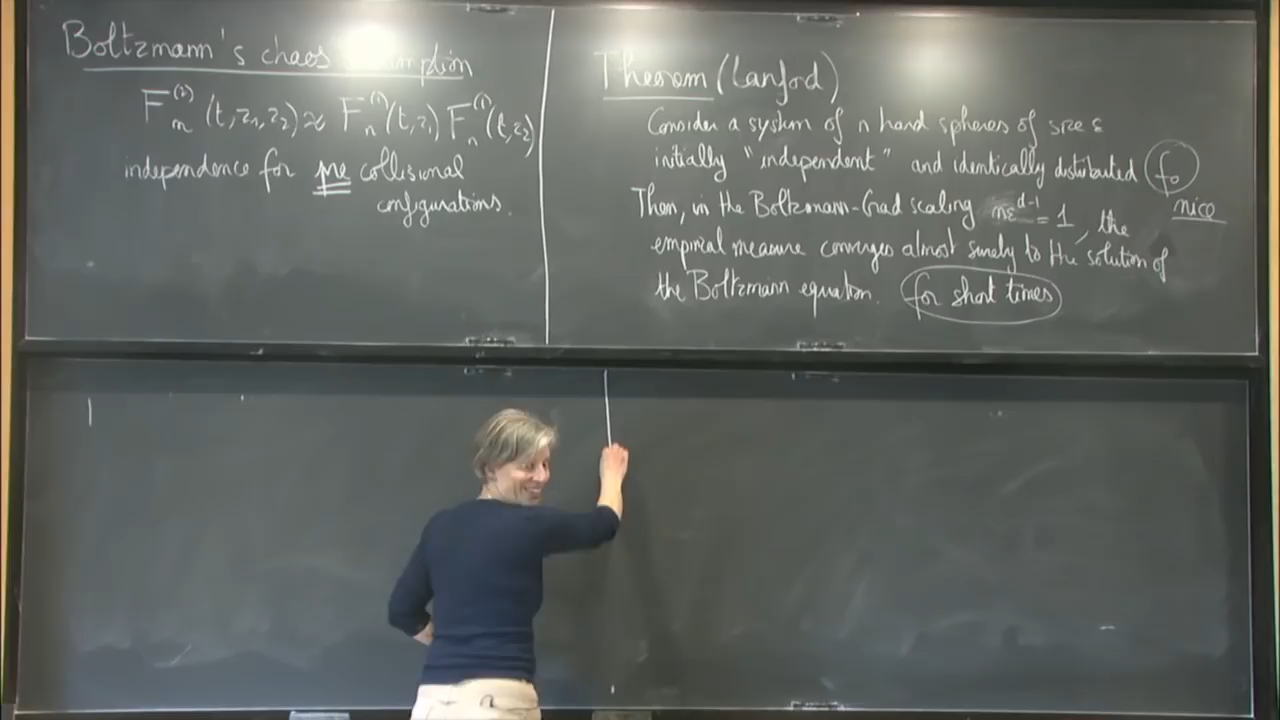 Boltzmann's chaos
F_n^{(2)}(t,z_1,z_2) ≈ F_n^{(1)}(t,z_1) F_n^{(1)}(t,z_2)
independence for pre collisional
configurations.
Theorem (Lanford)
Consider a system of n hard spheres of size ε
initially "independent" and identically distributed f_0
nice
Then, in the Boltzmann-Grad scaling nε^{d-1} = 1, the
empirical measure converges almost surely to the solution of
the Boltzmann equation. for short times